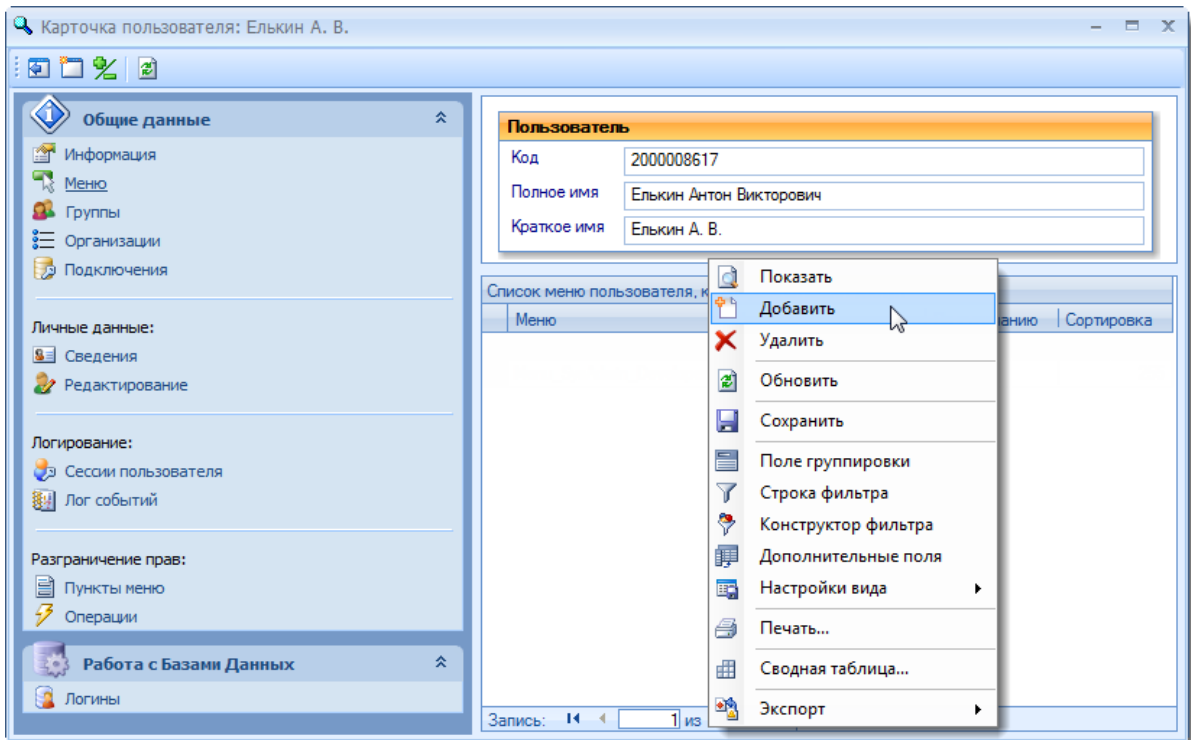 Карточка пользователя: Елькин А. В.
Общие данные
Информация
Меню
Группы
Организации
Подключения
Личные данные:
Сведения
Редактирование
Логирование:
Сессии пользователя
Лог событий
Разграничение прав:
Пункты меню
Операции
Работа с Базами Данных
Логины
Пользователь
Код 2000008617
Полное имя Елькин Антон Викторович
Краткое имя Елькин А. В.
Список меню пользователя, к
Меню анию Сортировка
Показать
Добавить
Удалить
Обновить
Сохранить
Поле группировки
Строка фильтра
Конструктор фильтра
Дополнительные поля
Настройки вида
Печать...
Сводная таблица...
Экспорт
Запись: 1 из